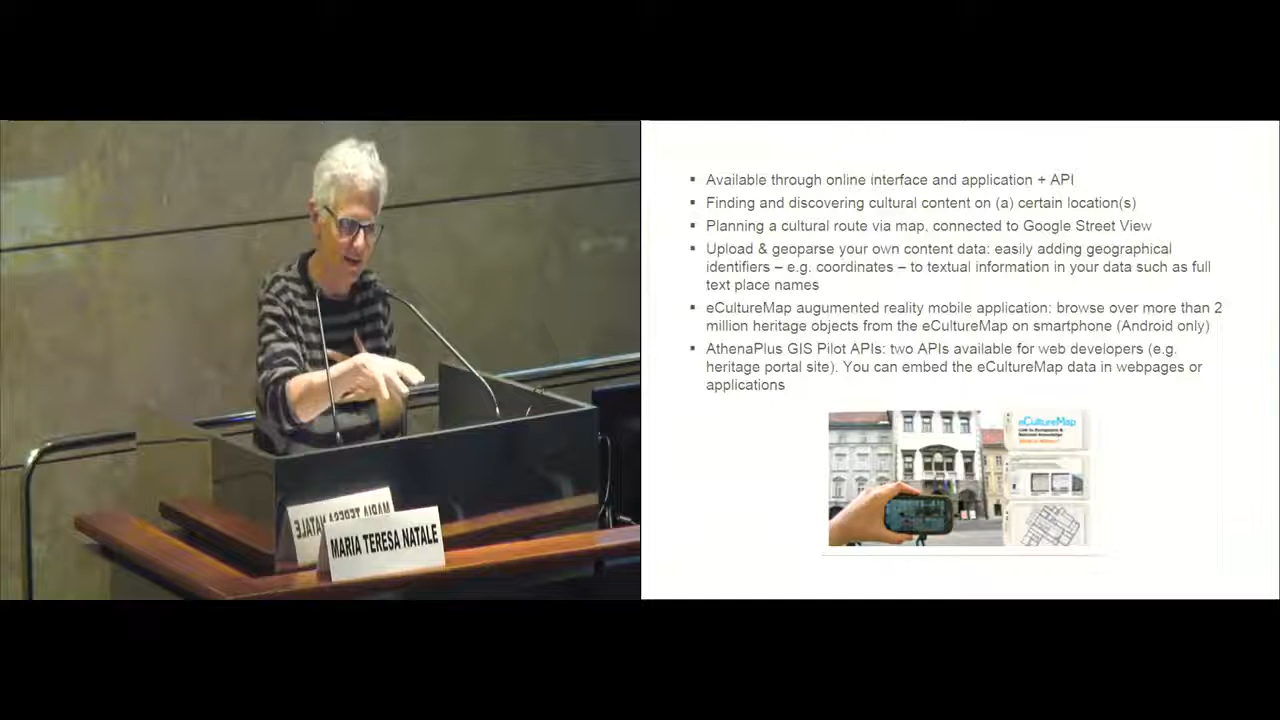 MARIA TERESA NATALE
MARIA TERESA NATALE
▪ Available through online interface and application + API
▪ Finding and discovering cultural content on (a) certain location(s)
▪ Planning a cultural route via map, connected to Google Street View
▪ Upload & geoparse your own content data: easily adding geographical
identifiers – e.g. coordinates – to textual information in your data such as full
text place names
▪ eCultureMap augumented reality mobile application: browse over more than 2
million heritage objects from the eCultureMap on smartphone (Android only)
▪ AthenaPlus GIS Pilot APIs: two APIs available for web developers (e.g.
heritage portal site). You can embed the eCultureMap data in webpages or
applications
eCultureMap